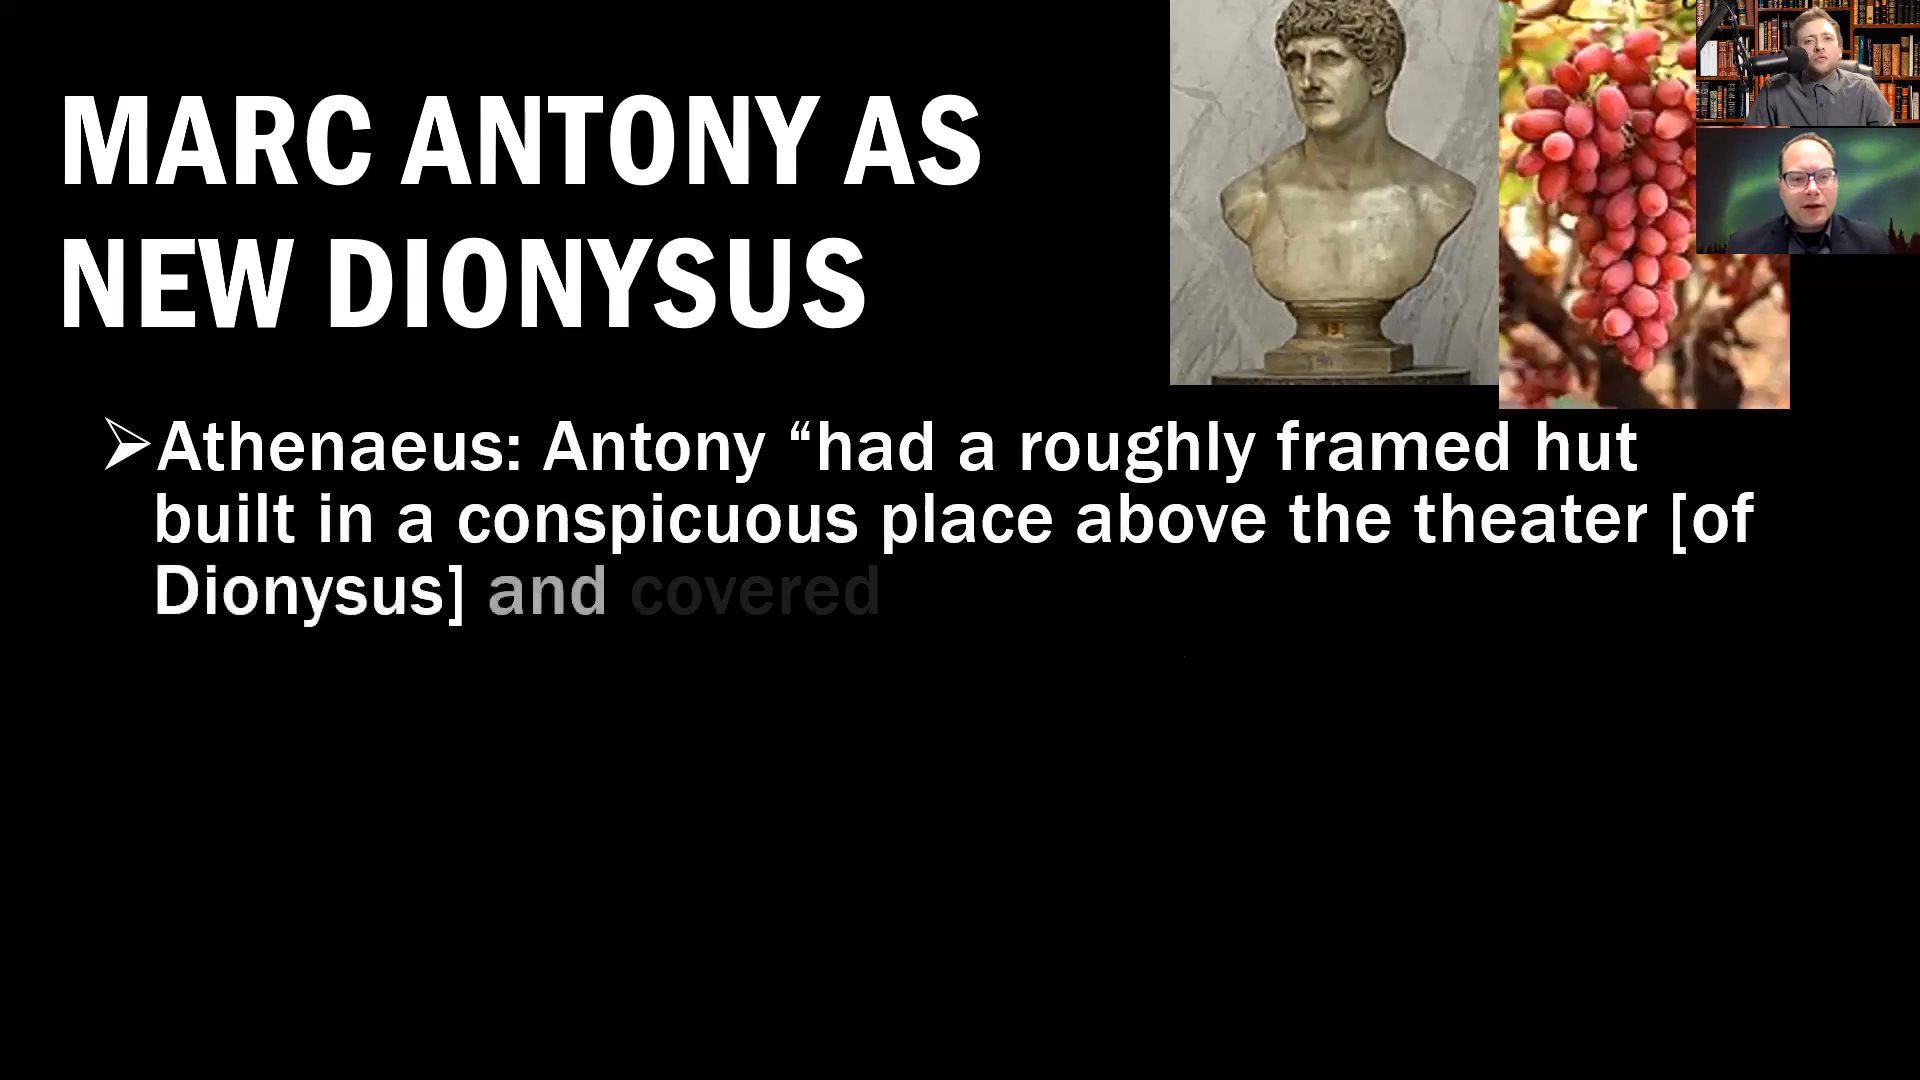 MARC ANTONY AS
NEW DIONYSUS
➢Athenaeus: Antony “had a roughly framed hut
built in a conspicuous place above the theater [of
Dionysus] and covered